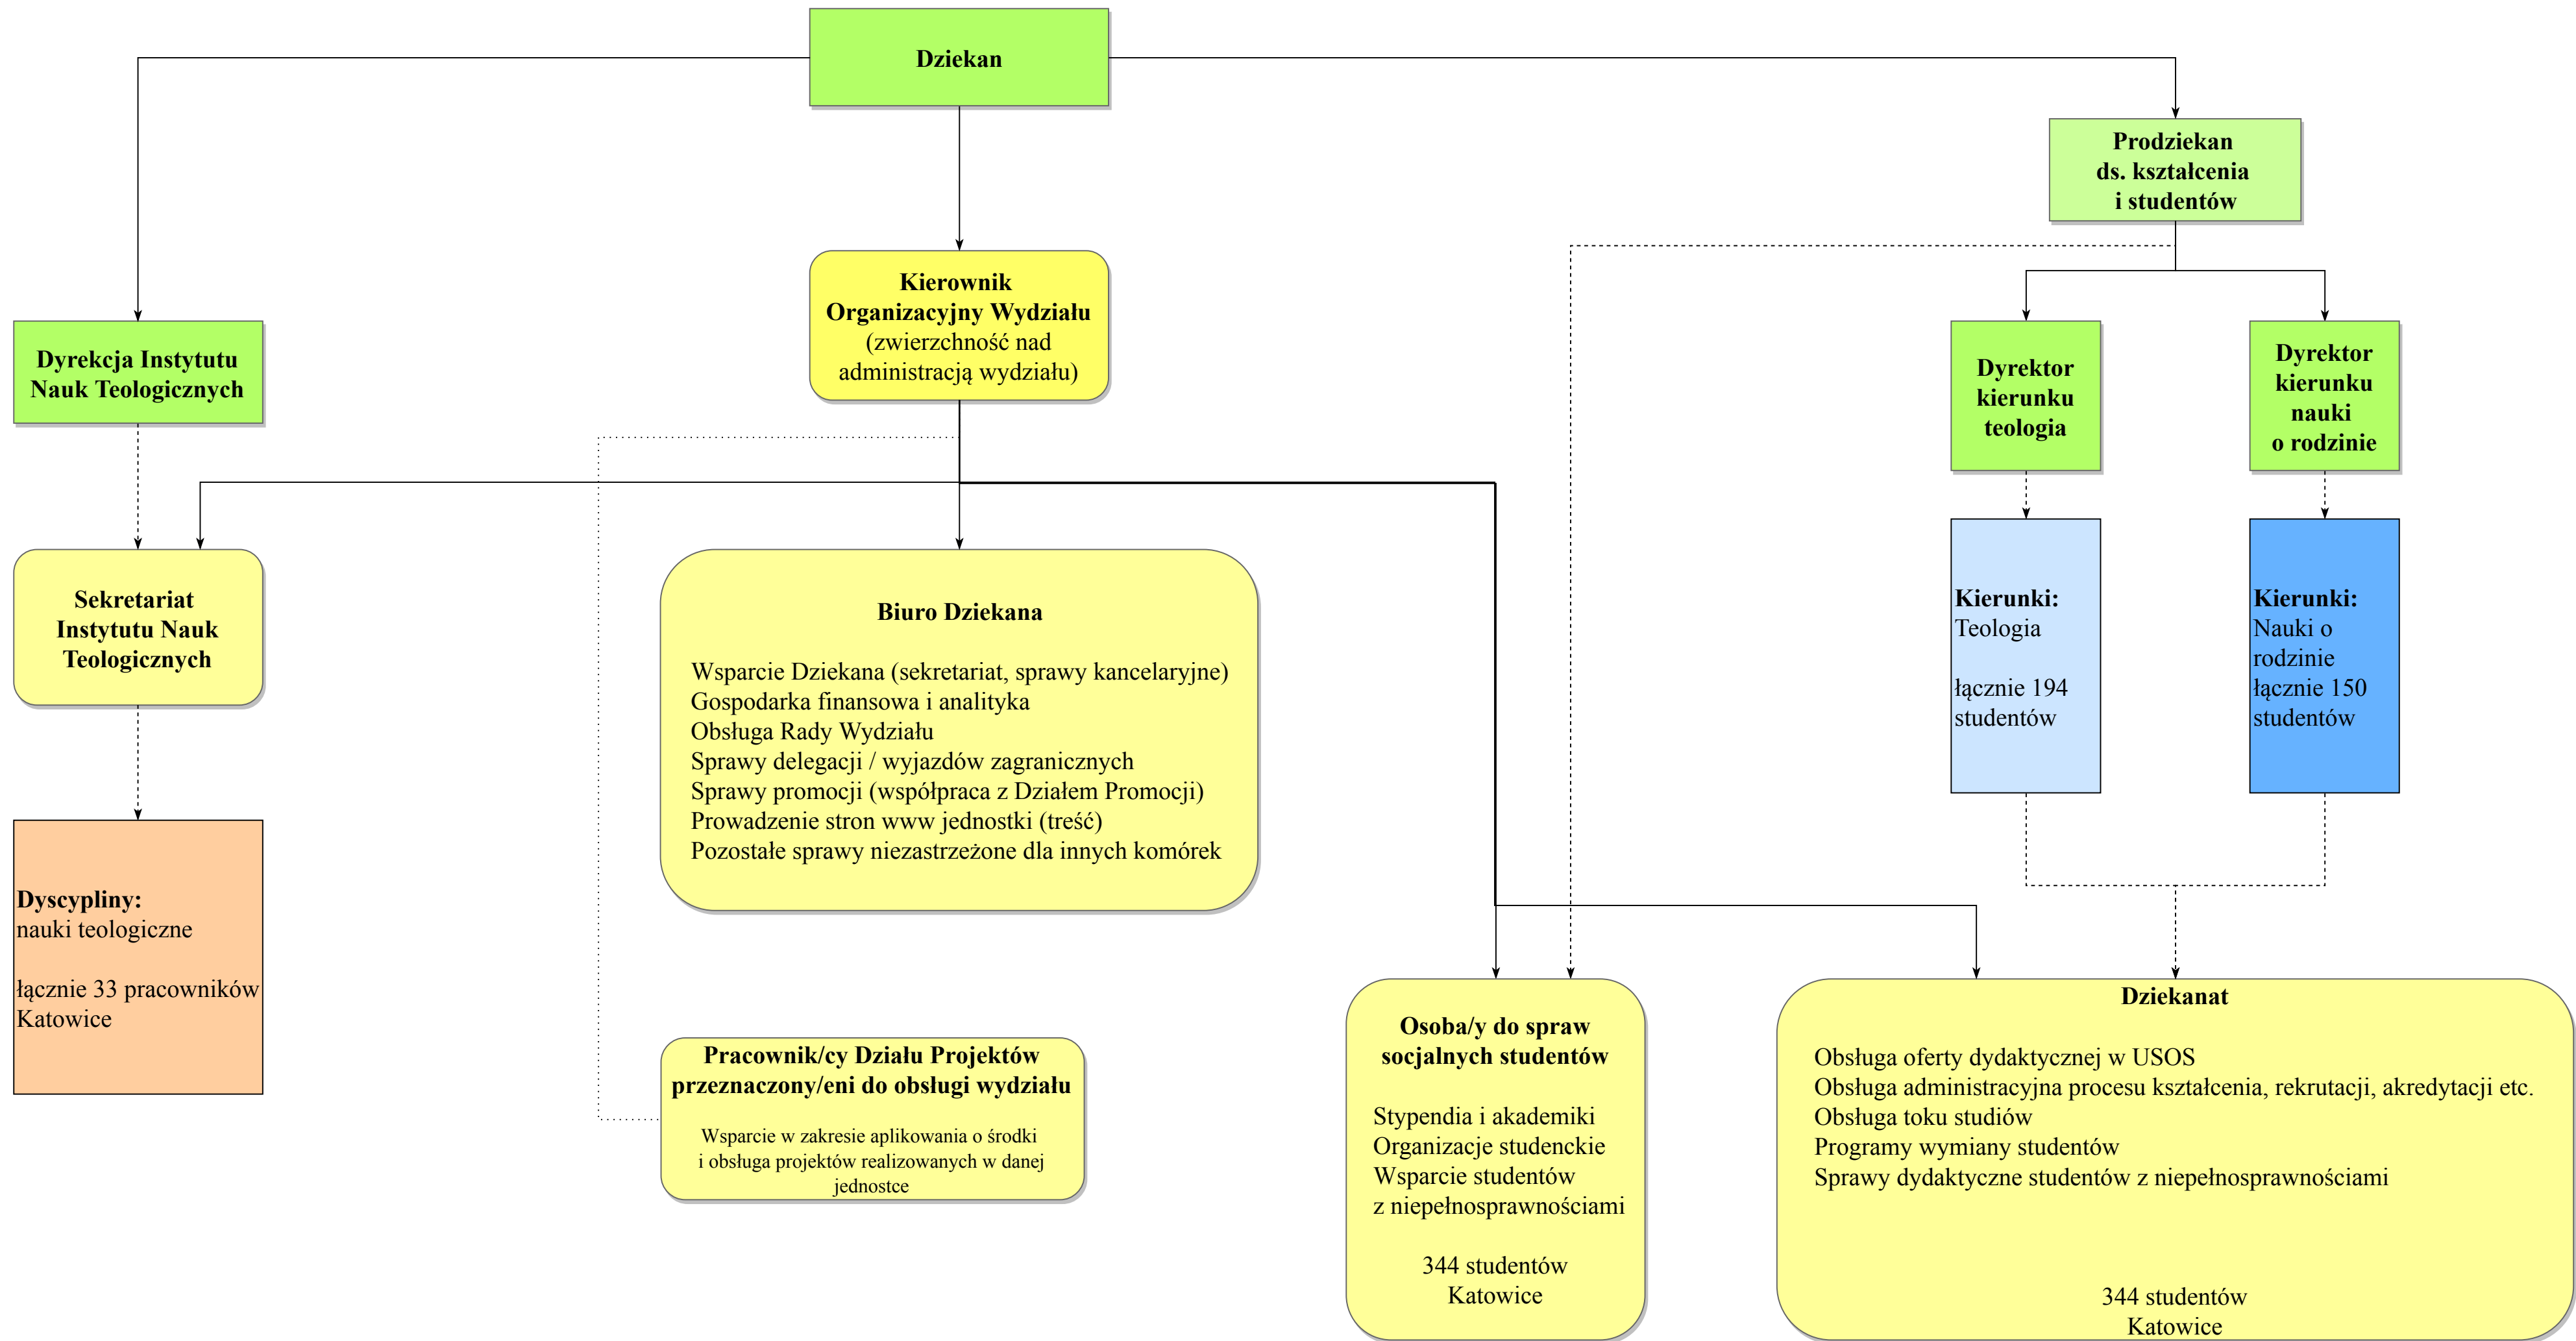 Dziekan
Prodziekan
ds. kształcenia
i studentów
Kierownik
Organizacyjny Wydziału
(zwierzchność nad
administracją wydziału)
Dyrekcja Instytutu
Nauk Teologicznych
Dyrektor
kierunku
teologia
Dyrektor
kierunku
nauki
o rodzinie
Sekretariat
Instytutu Nauk
Teologicznych
Biuro Dziekana
Wsparcie Dziekana (sekretariat, sprawy kancelaryjne)
Gospodarka finansowa i analityka
Obsługa Rady Wydziału
Sprawy delegacji / wyjazdów zagranicznych
Sprawy promocji (współpraca z Działem Promocji)
Prowadzenie stron www jednostki (treść)
Pozostałe sprawy niezastrzeżone dla innych komórek
Kierunki:
Teologia
łącznie 194
studentów
Kierunki:
Nauki o
rodzinie
łącznie 150
studentów
Dyscypliny:
nauki teologiczne
łącznie 33 pracowników
Katowice
Pracownik/cy Działu Projektów
przeznaczony/eni do obsługi wydziału
Wsparcie w zakresie aplikowania o środki
i obsługa projektów realizowanych w danej
jednostce
Osoba/y do spraw
socjalnych studentów
Stypendia i akademiki
Organizacje studenckie
Wsparcie studentów
z niepełnosprawnościami
344 studentów
Katowice
Dziekanat
Obsługa oferty dydaktycznej w USOS
Obsługa administracyjna procesu kształcenia, rekrutacji, akredytacji etc.
Obsługa toku studiów
Programy wymiany studentów
Sprawy dydaktyczne studentów z niepełnosprawnościami
344 studentów
Katowice